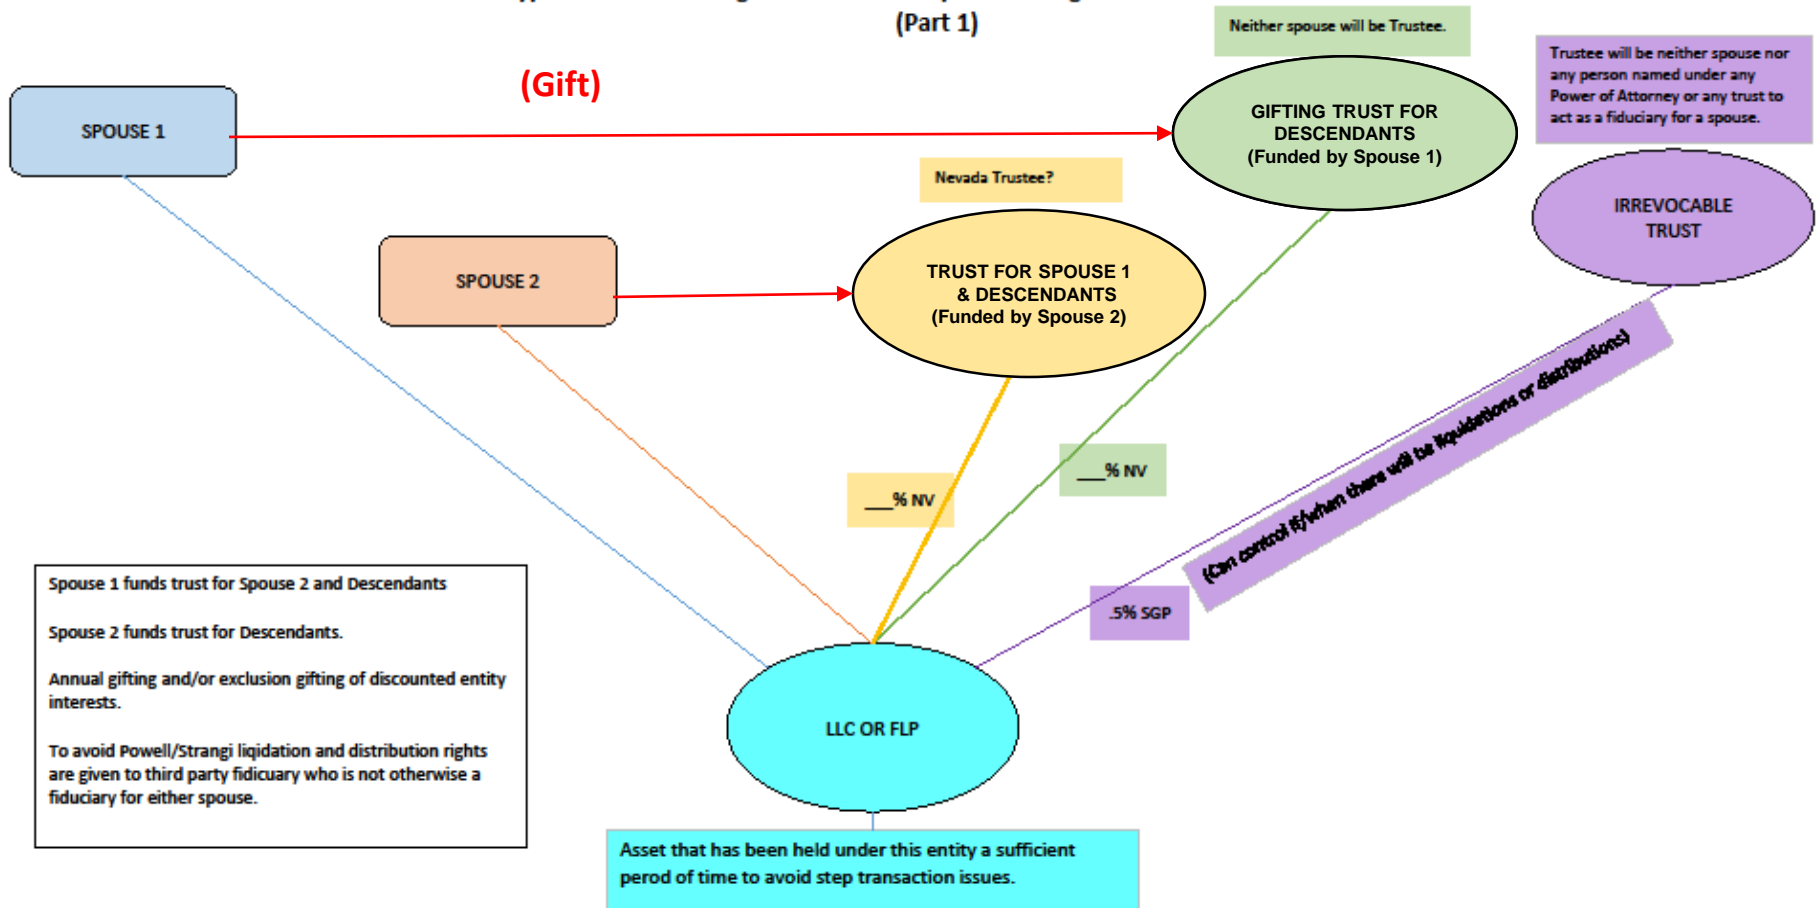 (Part 1)
Neither spouse will be Trustee.
Trustee will be neither spouse nor
any person named under any
Power of Attorney or any trust to
act as a fiduciary for a spouse.
(Gift)
SPOUSE 1
GIFTING TRUST FOR
DESCENDANTS
(Funded by Spouse 1)
Nevada Trustee?
IRREVOCABLE
TRUST
SPOUSE 2
TRUST FOR SPOUSE 1
& DESCENDANTS
(Funded by Spouse 2)
(Can control if/when there will be liquidations or distributions)
___% NV
___% NV
.5% SGP
Spouse 1 funds trust for Spouse 2 and Descendants
Spouse 2 funds trust for Descendants.
Annual gifting and/or exclusion gifting of discounted entity
interests.
To avoid Powell/Strangi liqidation and distribution rights
are given to third party fidicuary who is not otherwise a
fiduciary for either spouse.
LLC OR FLP
Asset that has been held under this entity a sufficient
perod of time to avoid step transaction issues.